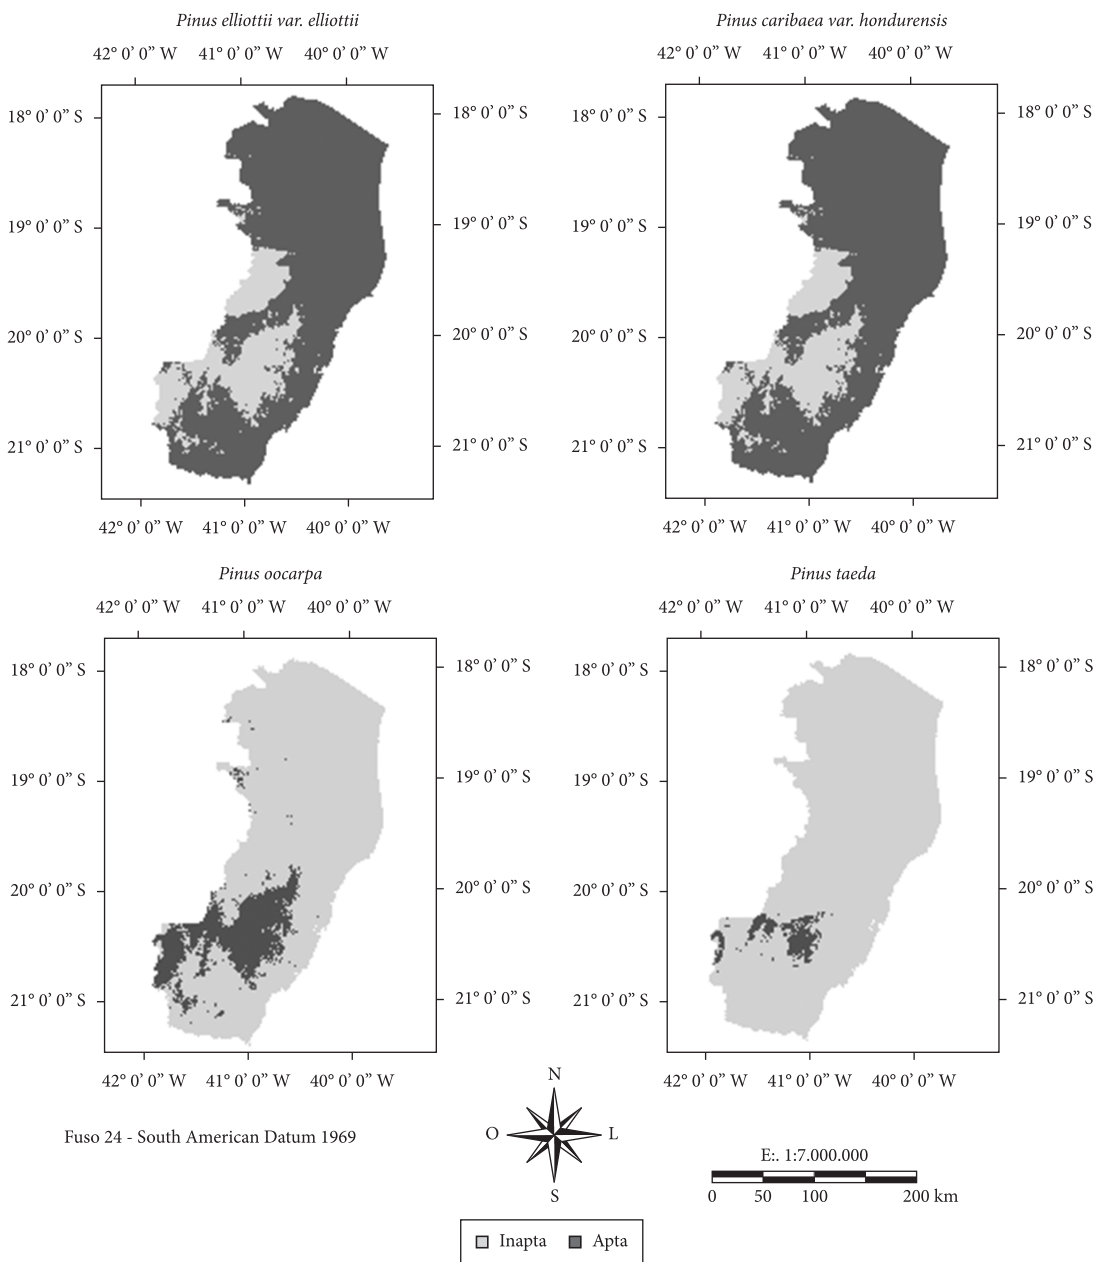 Pinus elliottii var. elliottii
Pinus caribaea var. hondurensis
42° 0’ 0” W 41° 0’ 0” W 40° 0’ 0” W
42° 0’ 0” W 41° 0’ 0” W 40° 0’ 0” W
18° 0’ 0” S
18° 0’ 0” S
18° 0’ 0” S
18° 0’ 0” S
19° 0’ 0” S
19° 0’ 0” S
19° 0’ 0” S
19° 0’ 0” S
20° 0’ 0” S
20° 0’ 0” S
20° 0’ 0” S
20° 0’ 0” S
21° 0’ 0” S
21° 0’ 0” S
21° 0’ 0” S
21° 0’ 0” S
42° 0’ 0” W 41° 0’ 0” W 40° 0’ 0” W
42° 0’ 0” W 41° 0’ 0” W 40° 0’ 0” W
Pinus oocarpa
Pinus taeda
42° 0’ 0” W 41° 0’ 0” W 40° 0’ 0” W
42° 0’ 0” W 41° 0’ 0” W 40° 0’ 0” W
18° 0’ 0” S
18° 0’ 0” S
18° 0’ 0” S
18° 0’ 0” S
19° 0’ 0” S
19° 0’ 0” S
19° 0’ 0” S
19° 0’ 0” S
20° 0’ 0” S
20° 0’ 0” S
20° 0’ 0” S
20° 0’ 0” S
21° 0’ 0” S
21° 0’ 0” S
21° 0’ 0” S
21° 0’ 0” S
42° 0’ 0” W 41° 0’ 0” W 40° 0’ 0” W
42° 0’ 0” W 41° 0’ 0” W 40° 0’ 0” W
Fuso 24 - South American Datum 1969
N
O
L
S
E:. 1:7.000.000
0 50 100 200 km
Inapta Apta